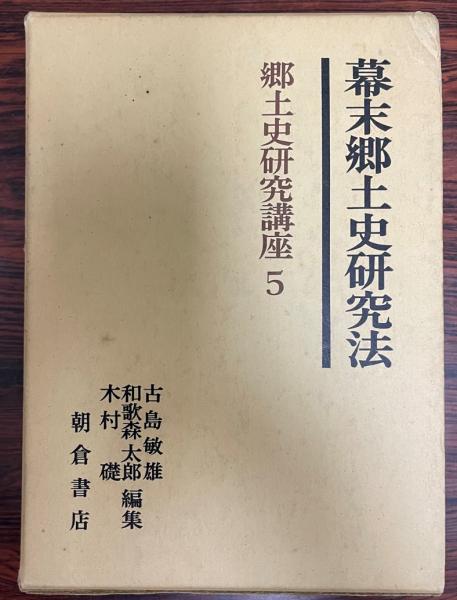 幕末郷土史研究法
郷土史研究講座 5
古島敏雄
和歌森太郎 編集
木村 礎
朝倉書店